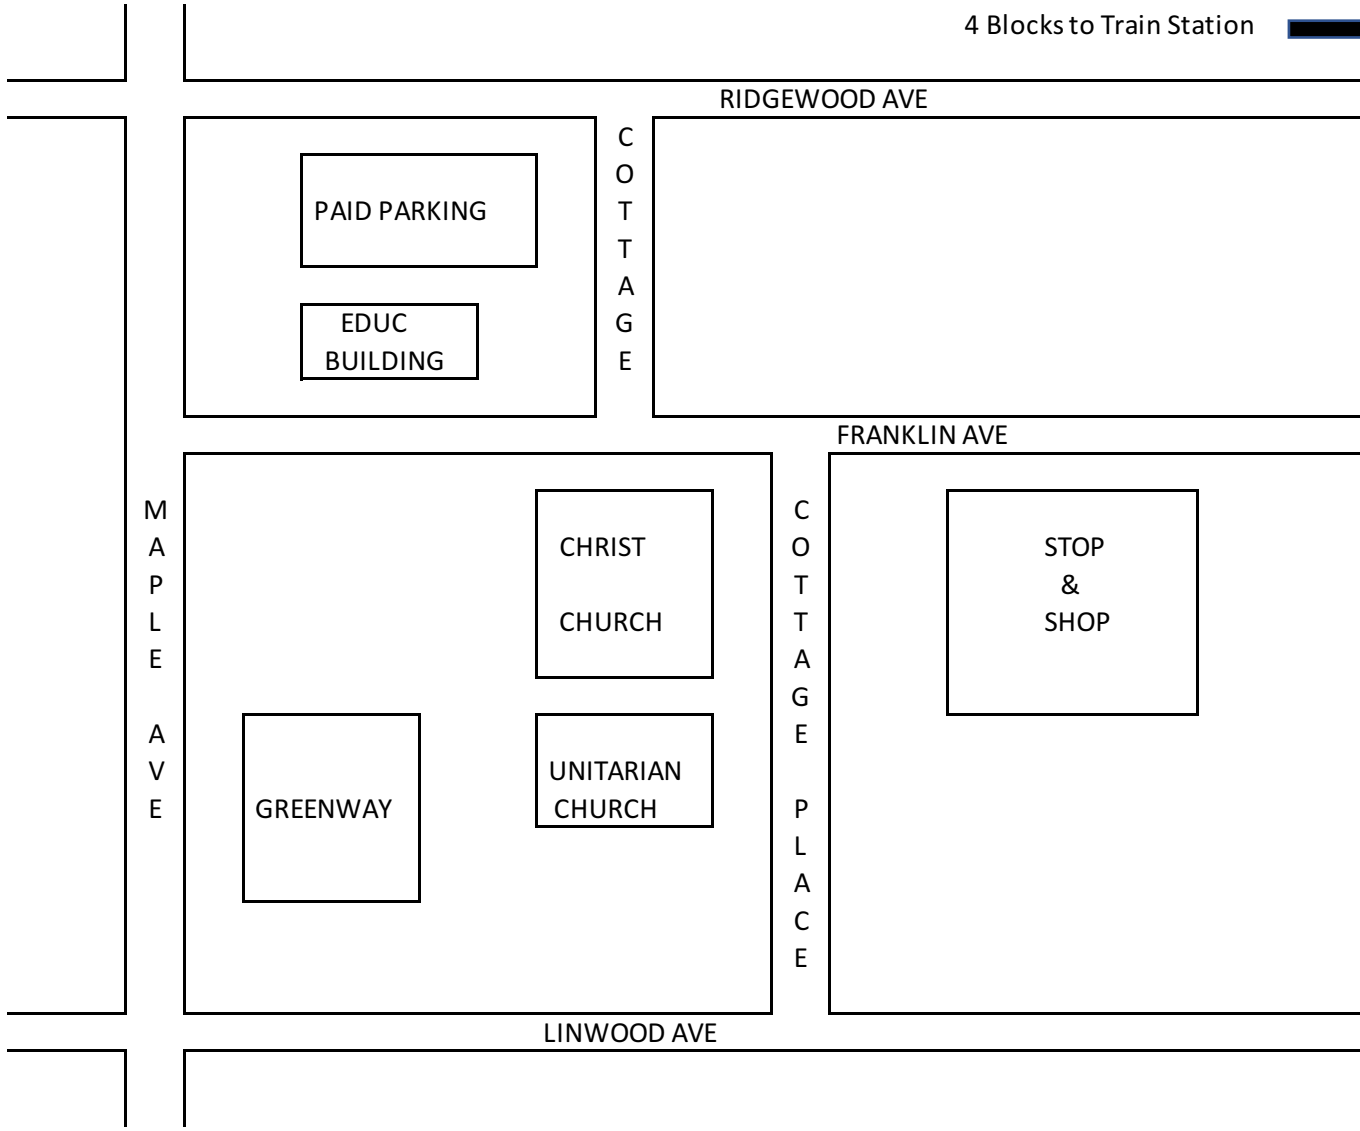 4 Blocks to Train Station
RIDGEWOOD AVE
COTTAGE
PAID PARKING
EDUC
BUILDING
FRANKLIN AVE
MAPLE AVE
CHRIST
CHURCH
COTTAGE PLACE
STOP
&
SHOP
GREENWAY
UNITARIAN
CHURCH
LINWOOD AVE